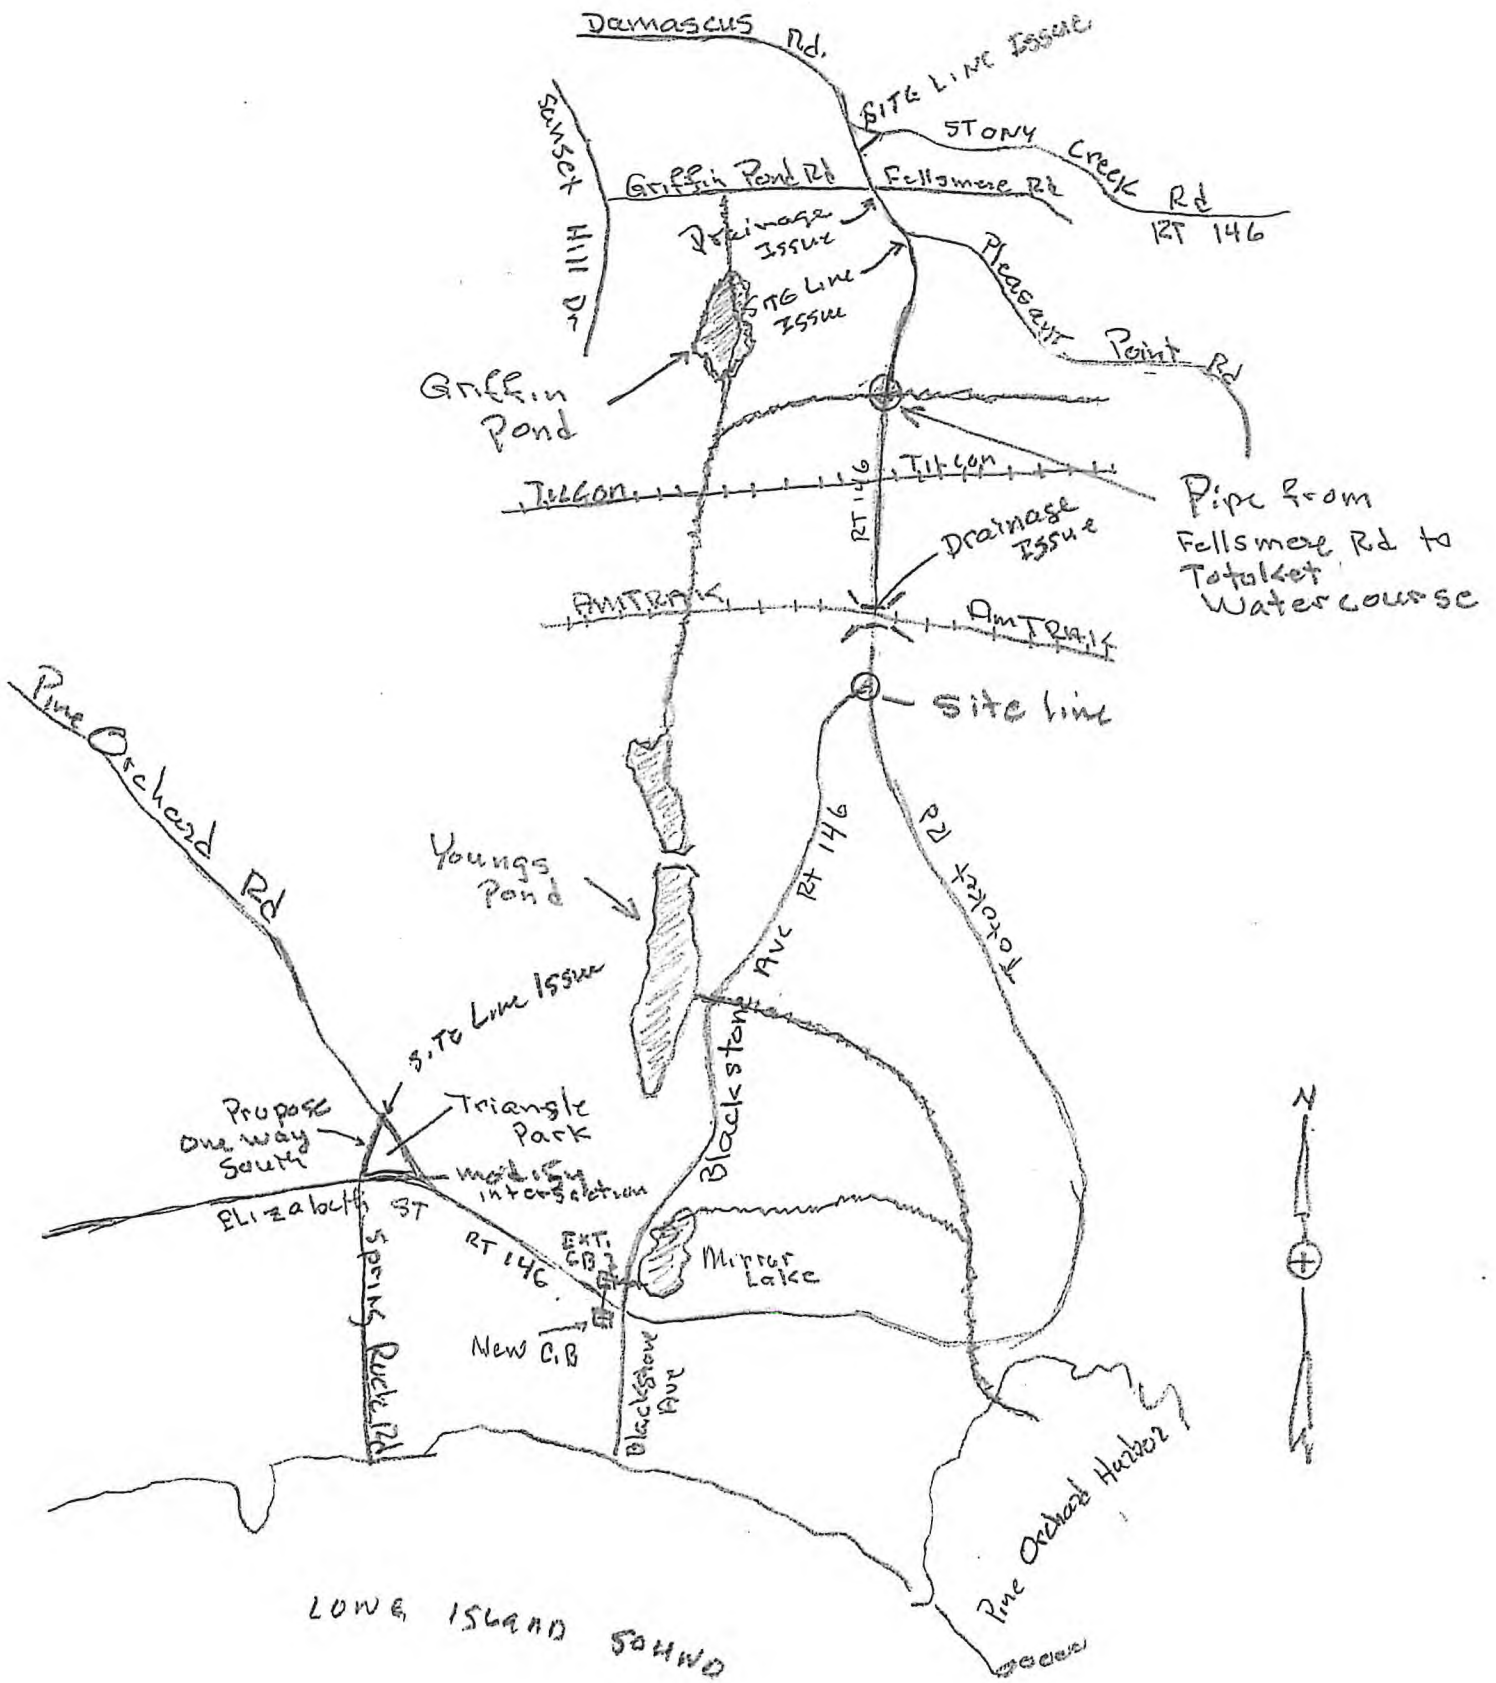 Damascus Rd.
SITE LINE ISSUE
STONY Creek Rd
RT 146
Sunset Hill Dr
Griffin Pond Rd
Fellsmere Rd
Drainage
Issue
SITE Line
Issue
Pleasant Point Rd
Griffin
Pond
Tilcon
Tilcon
RT 146
Pipe from
Fellsmere Rd to
Totoket
Watercourse
Drainage
Issue
AMTRAK
AMTRAK
Site line
Pine Orchard Rd
Youngs
Pond
Blackstone Ave RT 146
Totoket Rd
SITE Line Issue
Propose
one way
South
Triangle
Park
modify
intersection
Elizabeth ST
RT 146
EXT.
CB
Mirror
Lake
New C.B
Spring Rock Rd
Blackstone
Ave
N
Pine Orchard Harbor
LONG ISLAND SOUND